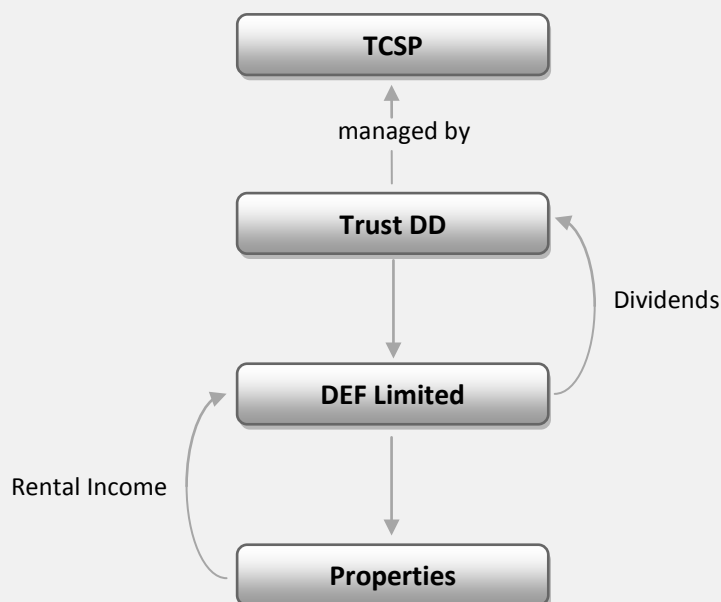 TCSP
managed by
Trust DD
Dividends
DEF Limited
Rental Income
Properties